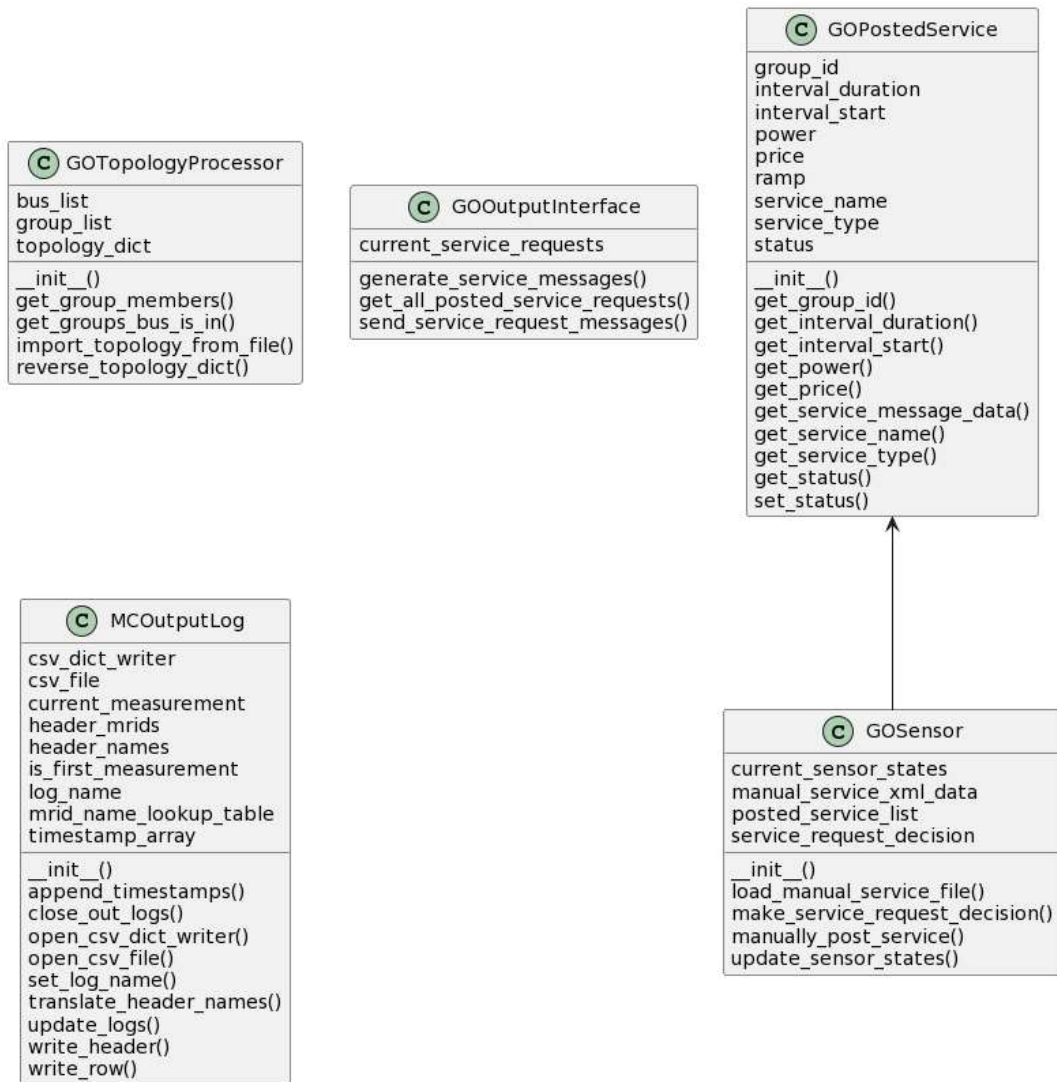 C GOPostedService
group_id
interval_duration
interval_start
power
price
ramp
service_name
service_type
status
__init__()
get_group_id()
get_interval_duration()
get_interval_start()
get_power()
get_price()
get_service_message_data()
get_service_name()
get_service_type()
get_status()
set_status()
C GOTopologyProcessor
bus_list
group_list
topology_dict
__init__()
get_group_members()
get_groups_bus_is_in()
import_topology_from_file()
reverse_topology_dict()
C GOOutputInterface
current_service_requests
generate_service_messages()
get_all_posted_service_requests()
send_service_request_messages()
C MCOutputLog
csv_dict_writer
csv_file
current_measurement
header_mrids
header_names
is_first_measurement
log_name
mrid_name_lookup_table
timestamp_array
__init__()
append_timestamps()
close_out_logs()
open_csv_dict_writer()
open_csv_file()
set_log_name()
translate_header_names()
update_logs()
write_header()
write_row()
C GOSensor
current_sensor_states
manual_service_xml_data
posted_service_list
service_request_decision
__init__()
load_manual_service_file()
make_service_request_decision()
manually_post_service()
update_sensor_states()